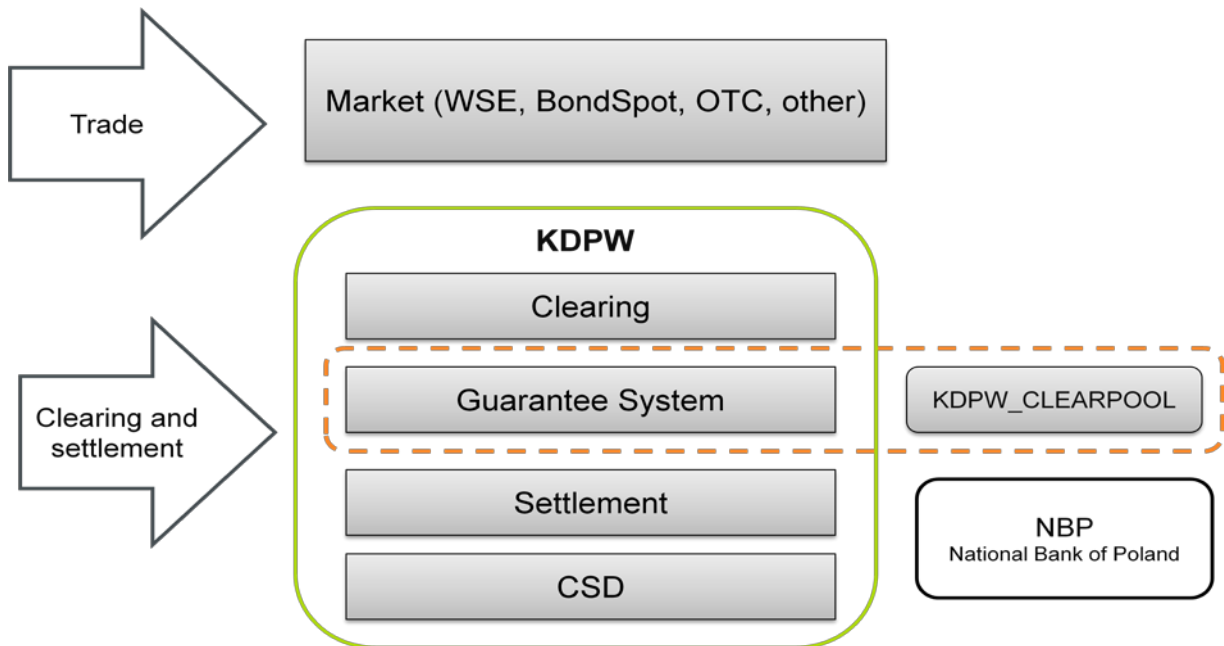 Trade
Market (WSE, BondSpot, OTC, other)
KDPW
Clearing
Clearing and
settlement
Guarantee System
KDPW_CLEARPOOL
Settlement
NBP
National Bank of Poland
CSD